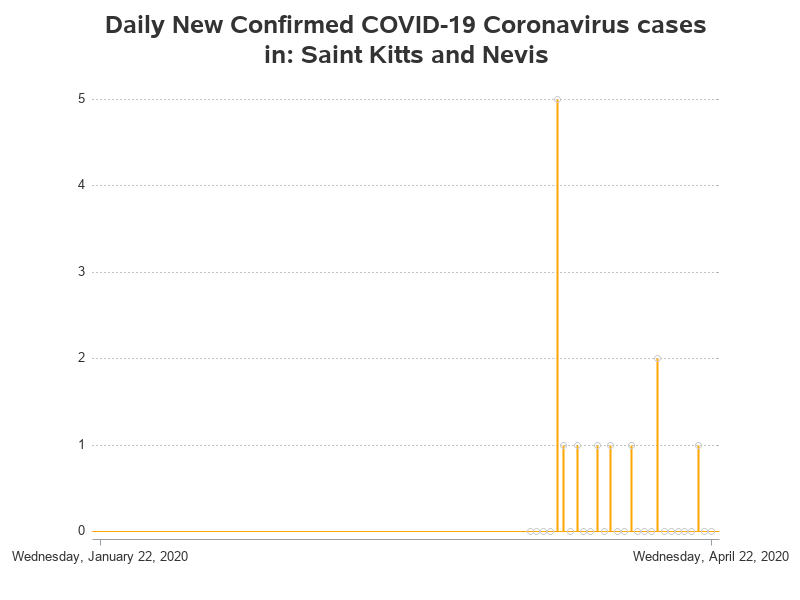 Daily New Confirmed COVID-19 Coronavirus cases
in: Saint Kitts and Nevis
5
4
3
2
1
0
Wednesday, January 22, 2020 Wednesday, April 22, 2020